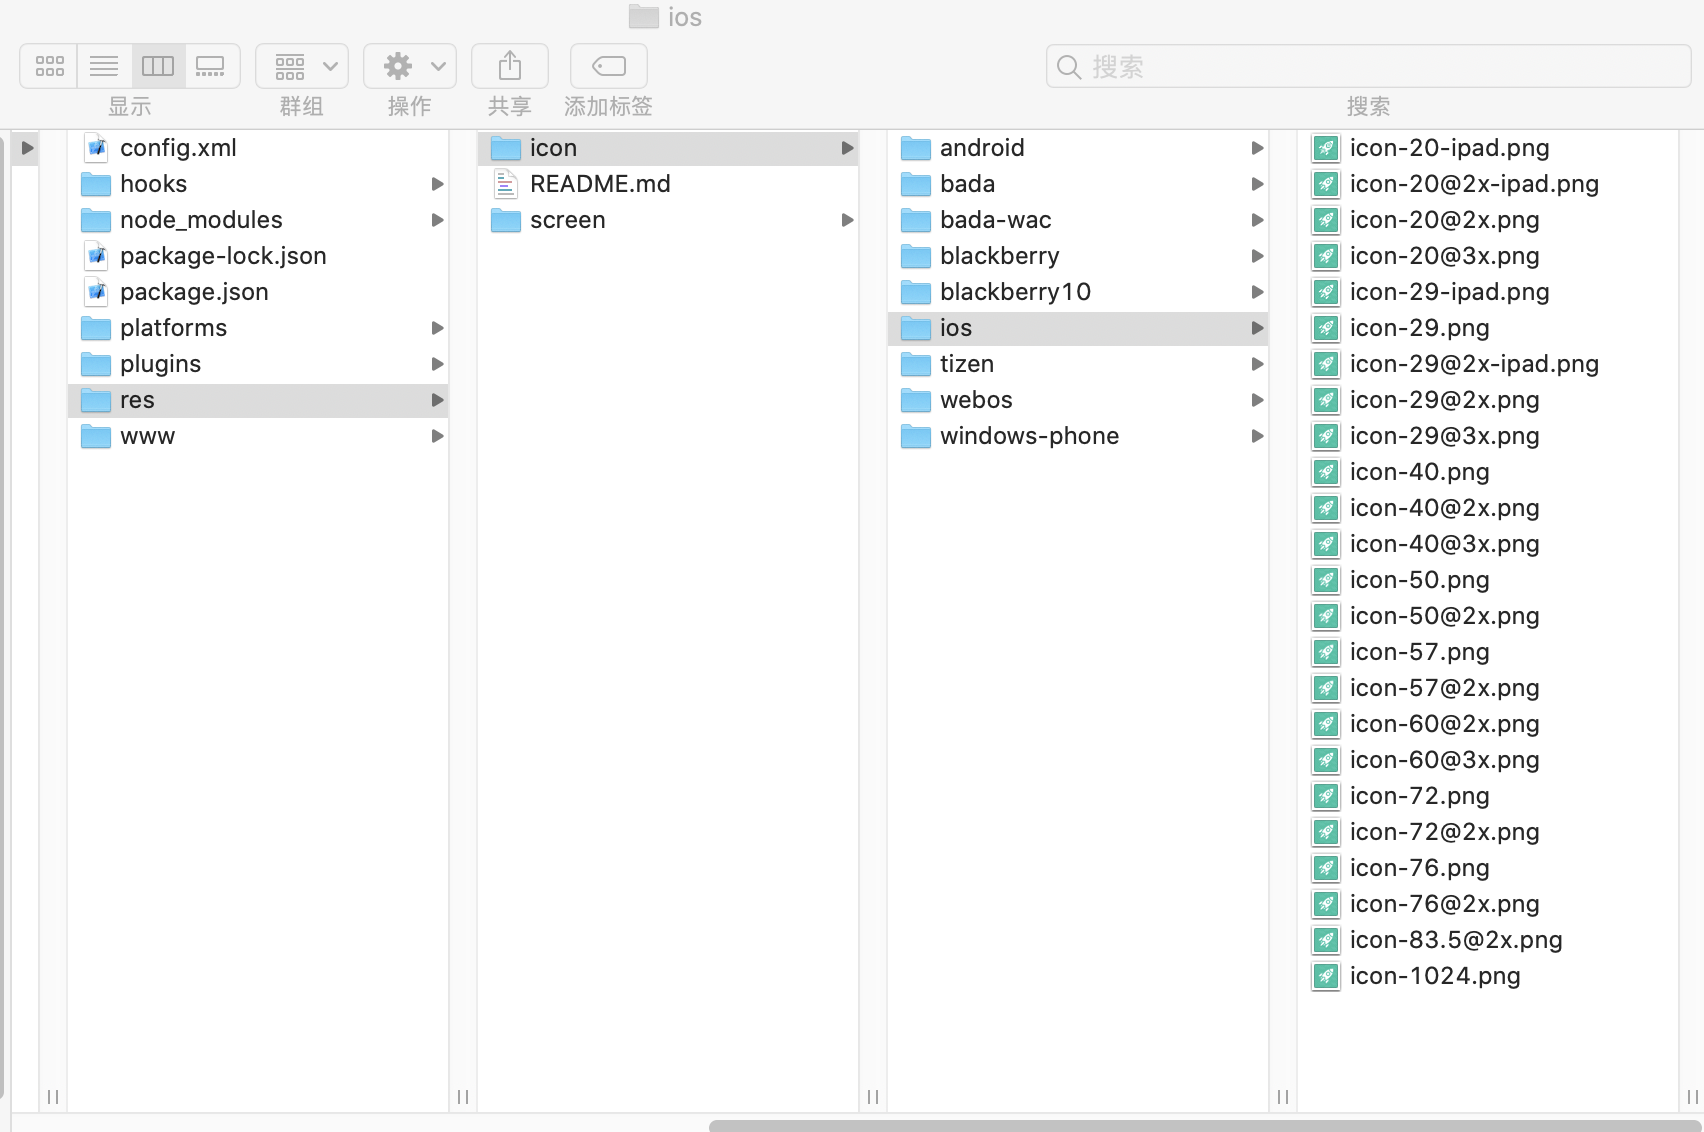 ios
显示
群组
操作
共享
添加标签
搜索
搜索
config.xml
hooks
node_modules
package-lock.json
package.json
platforms
plugins
res
www
icon
README.md
screen
android
bada
bada-wac
blackberry
blackberry10
ios
tizen
webos
windows-phone
icon-20-ipad.png
icon-20@2x-ipad.png
icon-20@2x.png
icon-20@3x.png
icon-29-ipad.png
icon-29.png
icon-29@2x-ipad.png
icon-29@2x.png
icon-29@3x.png
icon-40.png
icon-40@2x.png
icon-40@3x.png
icon-50.png
icon-50@2x.png
icon-57.png
icon-57@2x.png
icon-60@2x.png
icon-60@3x.png
icon-72.png
icon-72@2x.png
icon-76.png
icon-76@2x.png
icon-83.5@2x.png
icon-1024.png